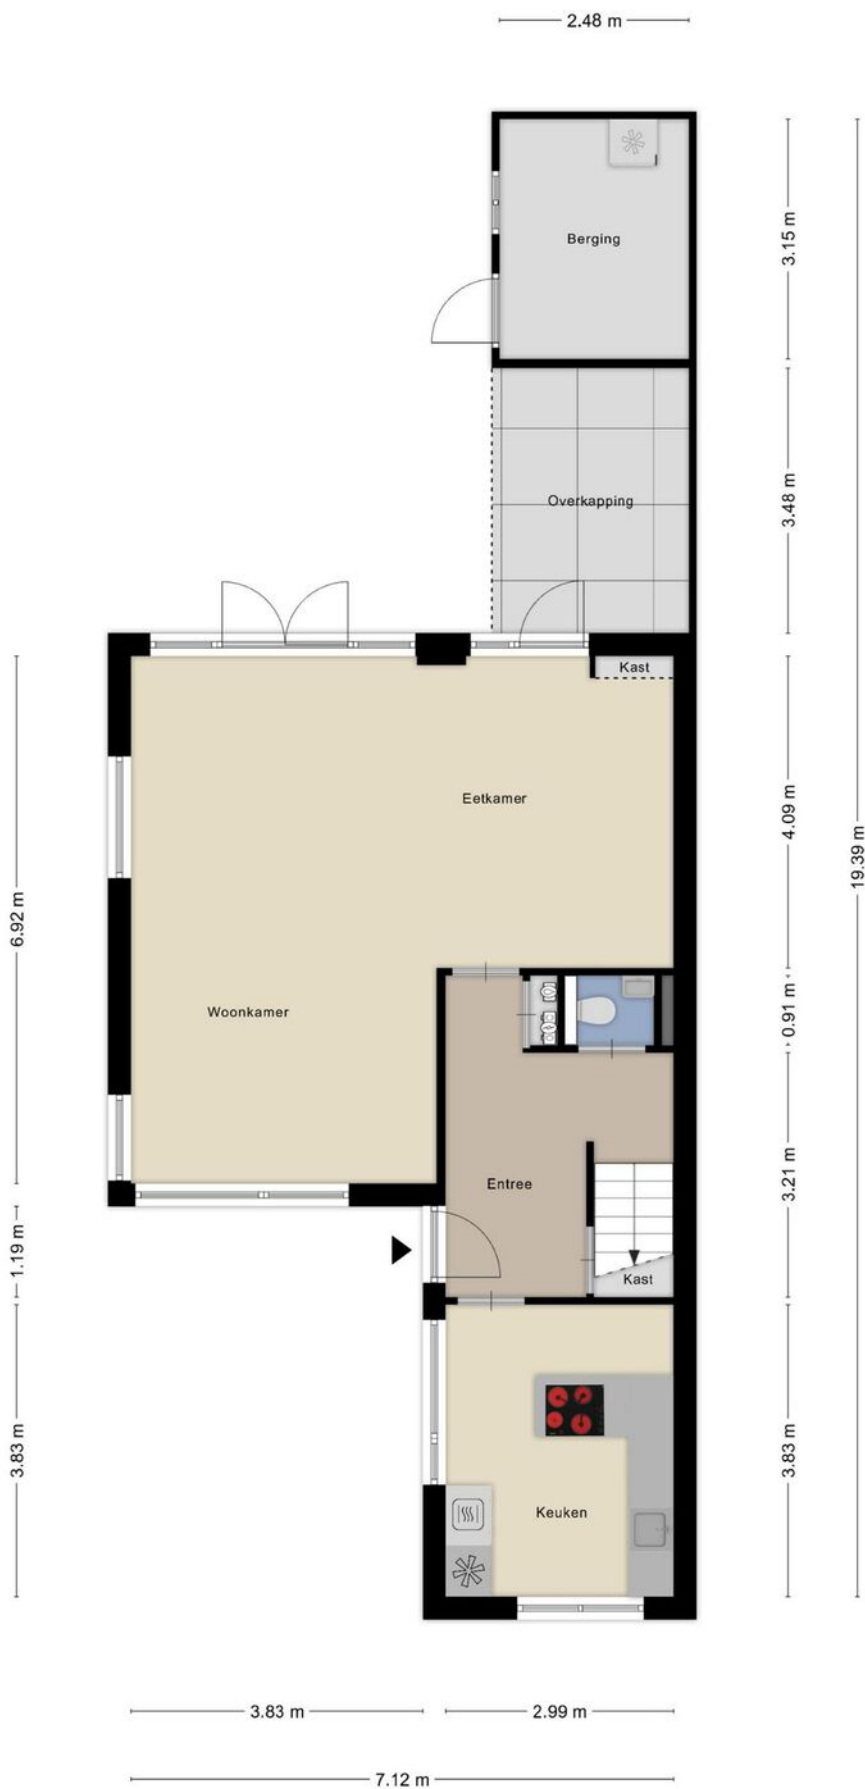 2.48 m
Berging
3.15 m
Overkapping
3.48 m
Kast
Eetkamer
4.09 m
19.39 m
6.92 m
Woonkamer
0.91 m
Entree
3.21 m
1.19 m
Kast
Keuken
3.83 m
3.83 m
3.83 m
2.99 m
7.12 m